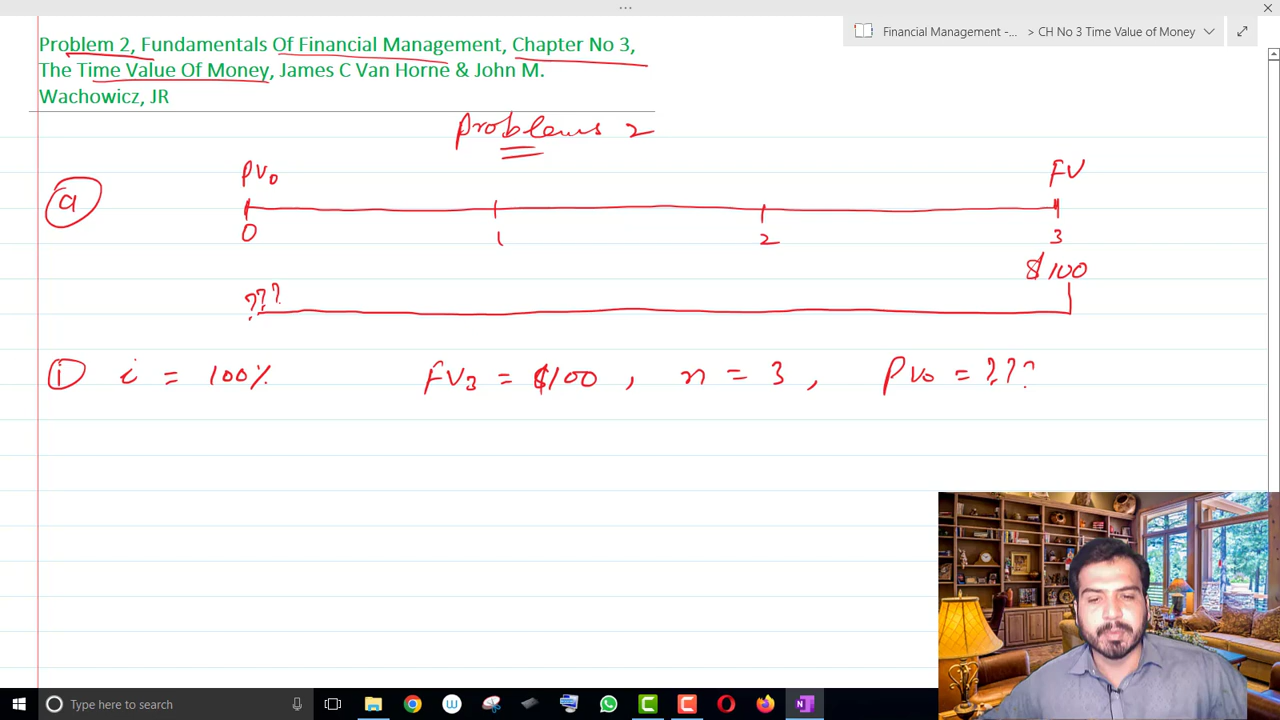 Financial Management -... > CH No 3 Time Value of Money
Problem 2, Fundamentals Of Financial Management, Chapter No 3,
The Time Value Of Money, James C Van Horne & John M.
Wachowicz, JR
Problems 2
a
PV0 FV
0 1 2 3
$100
???
i i = 100% FV3 = $100 , n = 3 , PV0 = ???
Type here to search